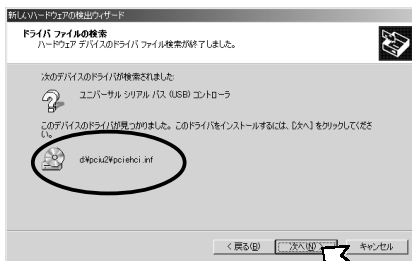 新しいハードウェアの検出ウィザード
ドライバ ファイルの検索
ハードウェア デバイスのドライバ ファイル検索が終了しました。
次のデバイスのドライバが検索されました:
ユニバーサル シリアル バス (USB) コントローラ
このデバイスのドライバが見つかりました。このドライバをインストールするには、[次へ] をクリックしてくださ
い。
d:¥pciu2¥pciehci.inf
< 戻る(B)
次へ(N) >
キャンセル